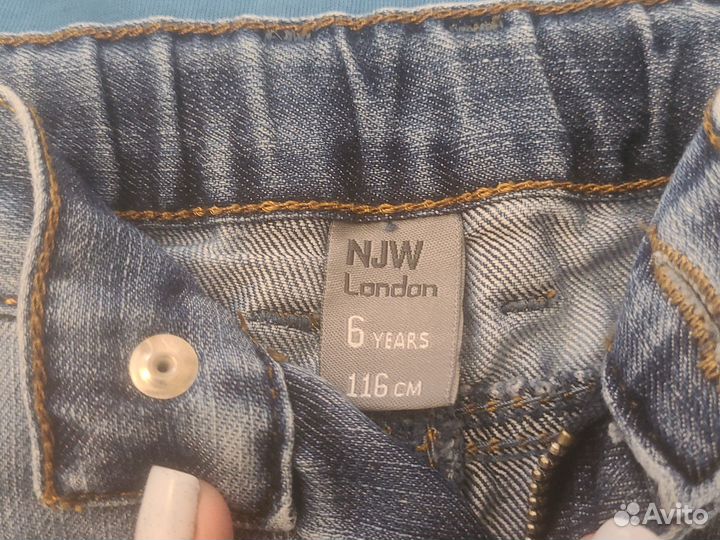 NJW
London
6 YEARS
116 CM
Avito